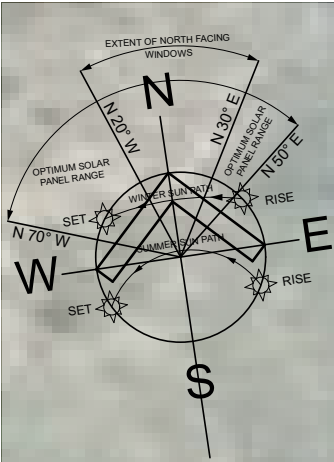 EXTENT OF NORTH FACING
WINDOWS
N
N 20° W
N 30° E
OPTIMUM SOLAR
PANEL RANGE
N 50° E
OPTIMUM SOLAR
PANEL RANGE
WINTER SUN PATH
RISE
SET
N 70° W
SUMMER SUN PATH
E
W
RISE
SET
S